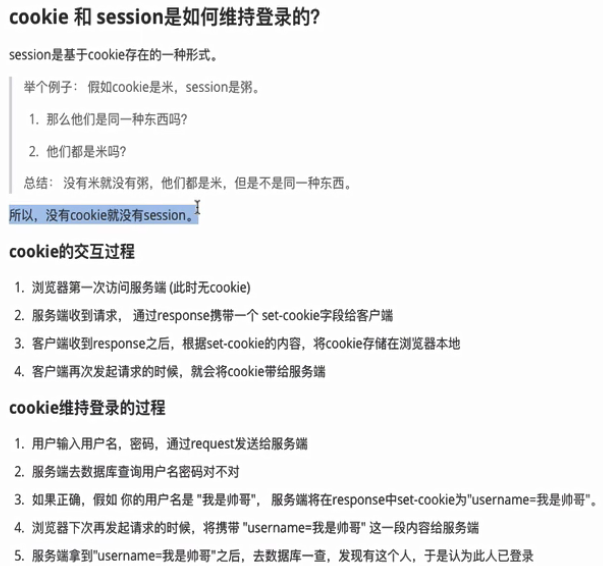 cookie 和 session是如何维持登录的?
session是基于cookie存在的一种形式。
举个例子： 假如cookie是米，session是粥。
1. 那么他们是同一种东西吗?
2. 他们都是米吗?
总结： 没有米就没有粥，他们都是米，但是不是同一种东西。
所以，没有cookie就没有session。
cookie的交互过程
1. 浏览器第一次访问服务端 (此时无cookie)
2. 服务端收到请求， 通过response携带一个 set-cookie字段给客户端
3. 客户端收到response之后，根据set-cookie的内容，将cookie存储在浏览器本地
4. 客户端再次发起请求的时候，就会将cookie带给服务端
cookie维持登录的过程
1. 用户输入用户名，密码，通过request发送给服务端
2. 服务端去数据库查询用户名密码对不对
3. 如果正确，假如 你的用户名是 "我是帅哥"， 服务端将在response中set-cookie为"username=我是帅哥"。
4. 浏览器下次再发起请求的时候，将携带 "username=我是帅哥" 这一段内容给服务端
5. 服务端拿到"username=我是帅哥"之后，去数据库一查，发现有这个人，于是认为此人已登录